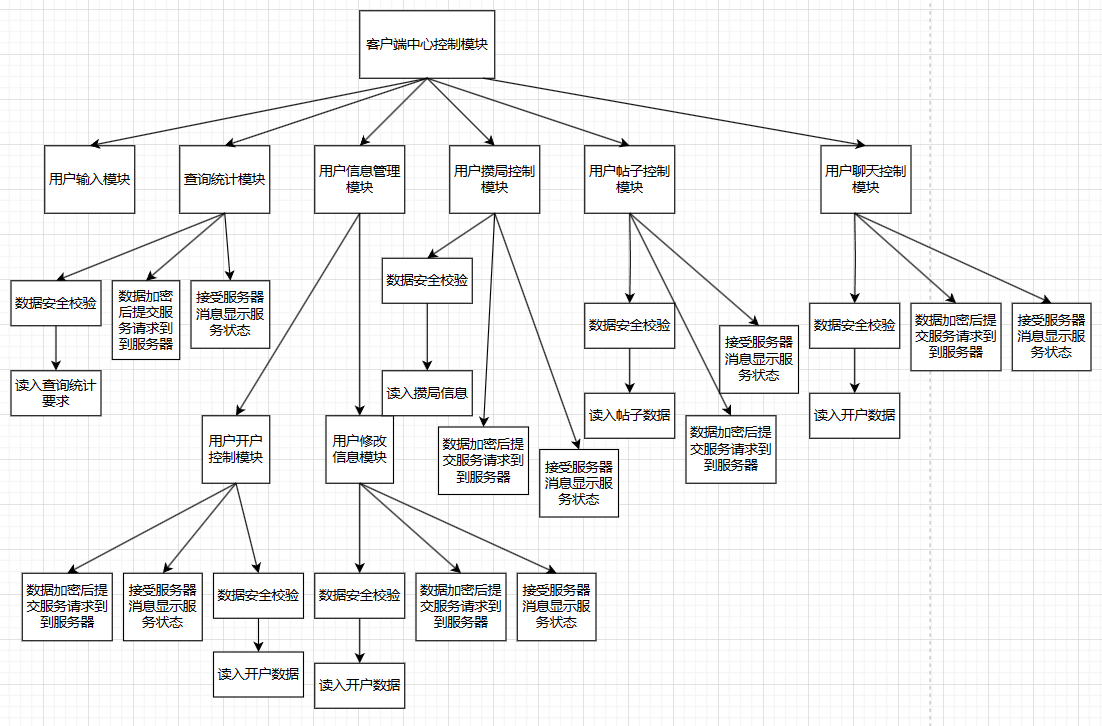 客户端中心控制模块
用户输入模块
查询统计模块
用户信息管理
模块
用户攒局控制
模块
用户帖子控制
模块
用户聊天控制
模块
数据安全校验
数据加密
后提交服
务请求到
到服务器
接受服务器
消息显示服
务状态
读入查询统计
要求
数据安全校验
读入攒局信息
数据加密后提
交服务请求到
到服务器
接受服务器
消息显示服
务状态
数据安全校验
读入帖子数据
接受服务器
消息显示服
务状态
数据加密后提
交服务请求到
到服务器
数据安全校验
读入开户数据
数据加密后提
交服务请求到
到服务器
接受服务器
消息显示服
务状态
用户开户
控制模块
用户修改
信息模块
数据加密后提
交服务请求到
到服务器
接受服务器
消息显示服
务状态
数据安全校验
读入开户数据
数据安全校验
读入开户数据
数据加密后提
交服务请求到
到服务器
接受服务器
消息显示服
务状态